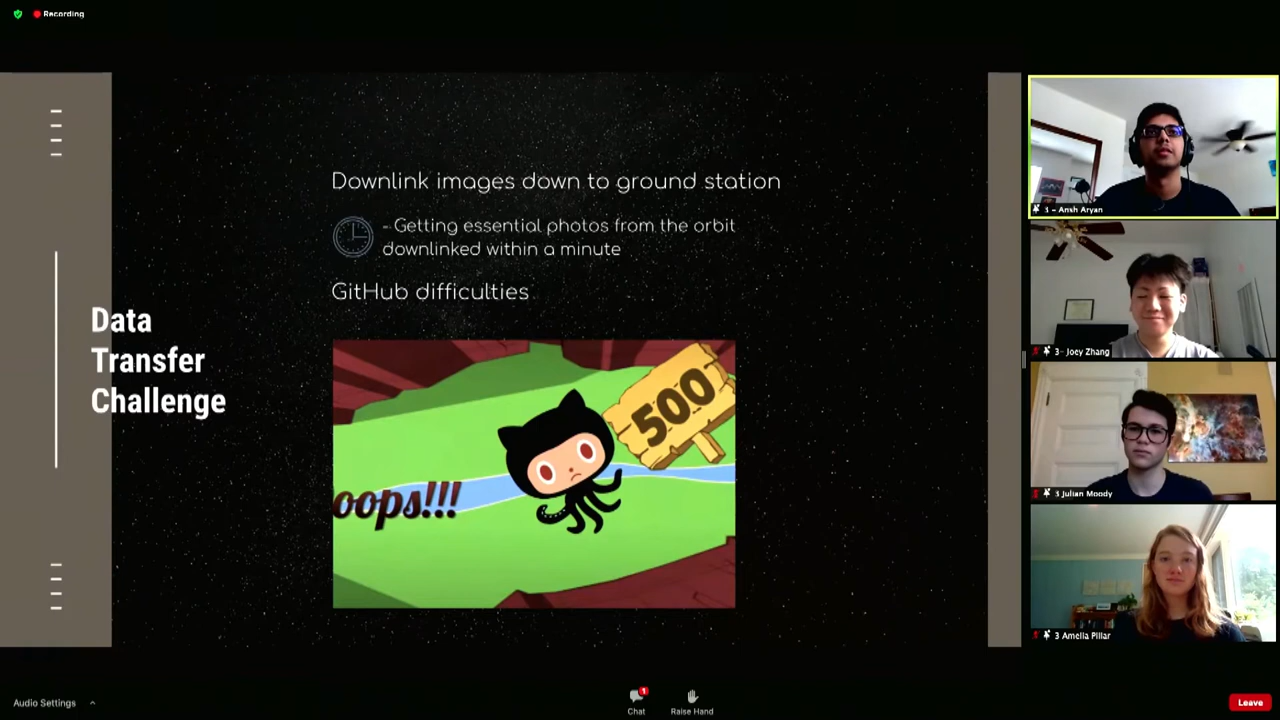 Recording
Downlink images down to ground station
- Getting essential photos from the orbit
downlinked within a minute
GitHub difficulties
Data
Transfer
Challenge
500
oops!!!
3 - Ansh Aryan
3- Joey Zhang
3 Julian Moody
3 Amelia Pillar
Audio Settings
1
Chat
Raise Hand
Leave